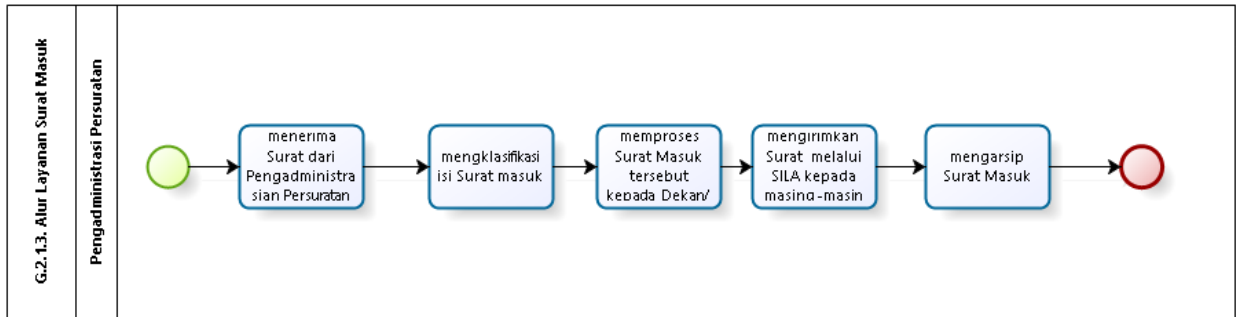 G.2.1.3. Alur Layanan Surat Masuk
Pengadministrasi Persuratan
menerima
Surat dari
Pengadministra
sian Persuratan
mengklasifikasi
isi Surat masuk
memproses
Surat Masuk
tersebut
kepada Dekan/
mengirimkan
Surat melalui
SILA kepada
masing-masin
mengarsip
Surat Masuk